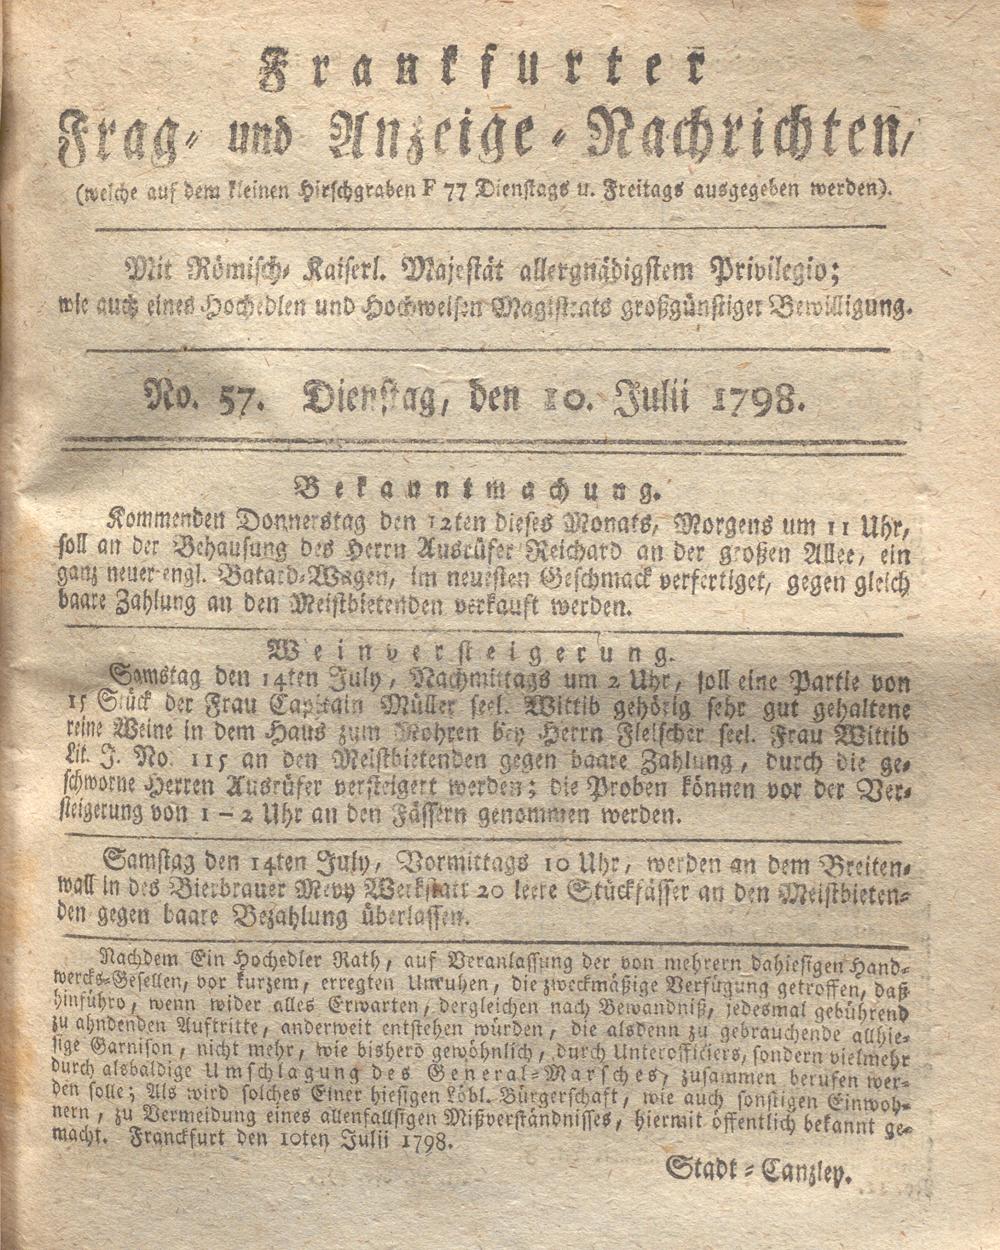 Frankfurter
Frag- und Anzeige-Nachrichten,
(welche auf dem kleinen Hirschgraben F 77 Dienstags u. Freitags ausgegeben werden).
Mit Römisch- Kaiserl. Majestät allergnädigstem Privilegio;
wie auch eines Hochedlen und Hochweisen Magistrats großgünstiger Bewilligung.
No. 57. Dienstag, den 10. Julii 1798.
Bekanntmachung.
Kommenden Donnerstag den 12ten dieses Monats, Morgens um 11 Uhr,
soll an der Behausung des Herrn Ausrüfer Reichard an der großen Allee, ein
ganz neuer engl. Batard-Wagen, im neuesten Geschmack verfertiget, gegen gleich
baare Zahlung an den Meistbietenden verkauft werden.
Weinversteigerung.
Samstag den 14ten July, Nachmittags um 2 Uhr, soll eine Partie von
15 Stück der Frau Capitain Müller seel. Wittib gehörig sehr gut gehaltene
reine Weine in dem Haus zum Mohren bey Herrn Fleischer seel. Frau Wittib
Lit. J. No. 115 an den Meistbietenden gegen baare Zahlung, durch die ge-
schworne Herren Ausrüfer versteigert werden; die Proben können vor der Ver-
steigerung von 1 – 2 Uhr an den Fässern genommen werden.
Samstag den 14ten July, Vormittags 10 Uhr, werden an dem Breiten-
wall in des Bierbrauer Mevy Werkstatt 20 leere Stückfässer an den Meistbieten-
den gegen baare Bezahlung überlassen.
Nachdem Ein Hochedler Rath, auf Veranlassung der von mehrern dahiesigen Hand-
wercks-Gesellen, vor kurzem, erregten Unruhen, die zweckmäßige Verfügung getroffen, daß
hinführo, wenn wider alles Erwarten, dergleichen nach Bewandniß, jedesmal gebührend
zu ahndenden Auftritte, anderweit entstehen würden, die alsdenn zu gebrauchende allhie-
sige Garnison, nicht mehr, wie bishero gewöhnlich, durch Unterofficiers, sondern vielmehr
durch alsbaldige Umschlagung des General-Marsches, zusammen berufen wer-
den solle; Als wird solches Einer hiesigen Löbl. Bürgerschaft, wie auch sonstigen Einwoh-
nern, zu Vermeidung eines allenfallsigen Mißverständnisses, hiermit öffentlich bekannt ge-
macht. Franckfurt den 10ten Julii 1798.
Stadt-Canzley.